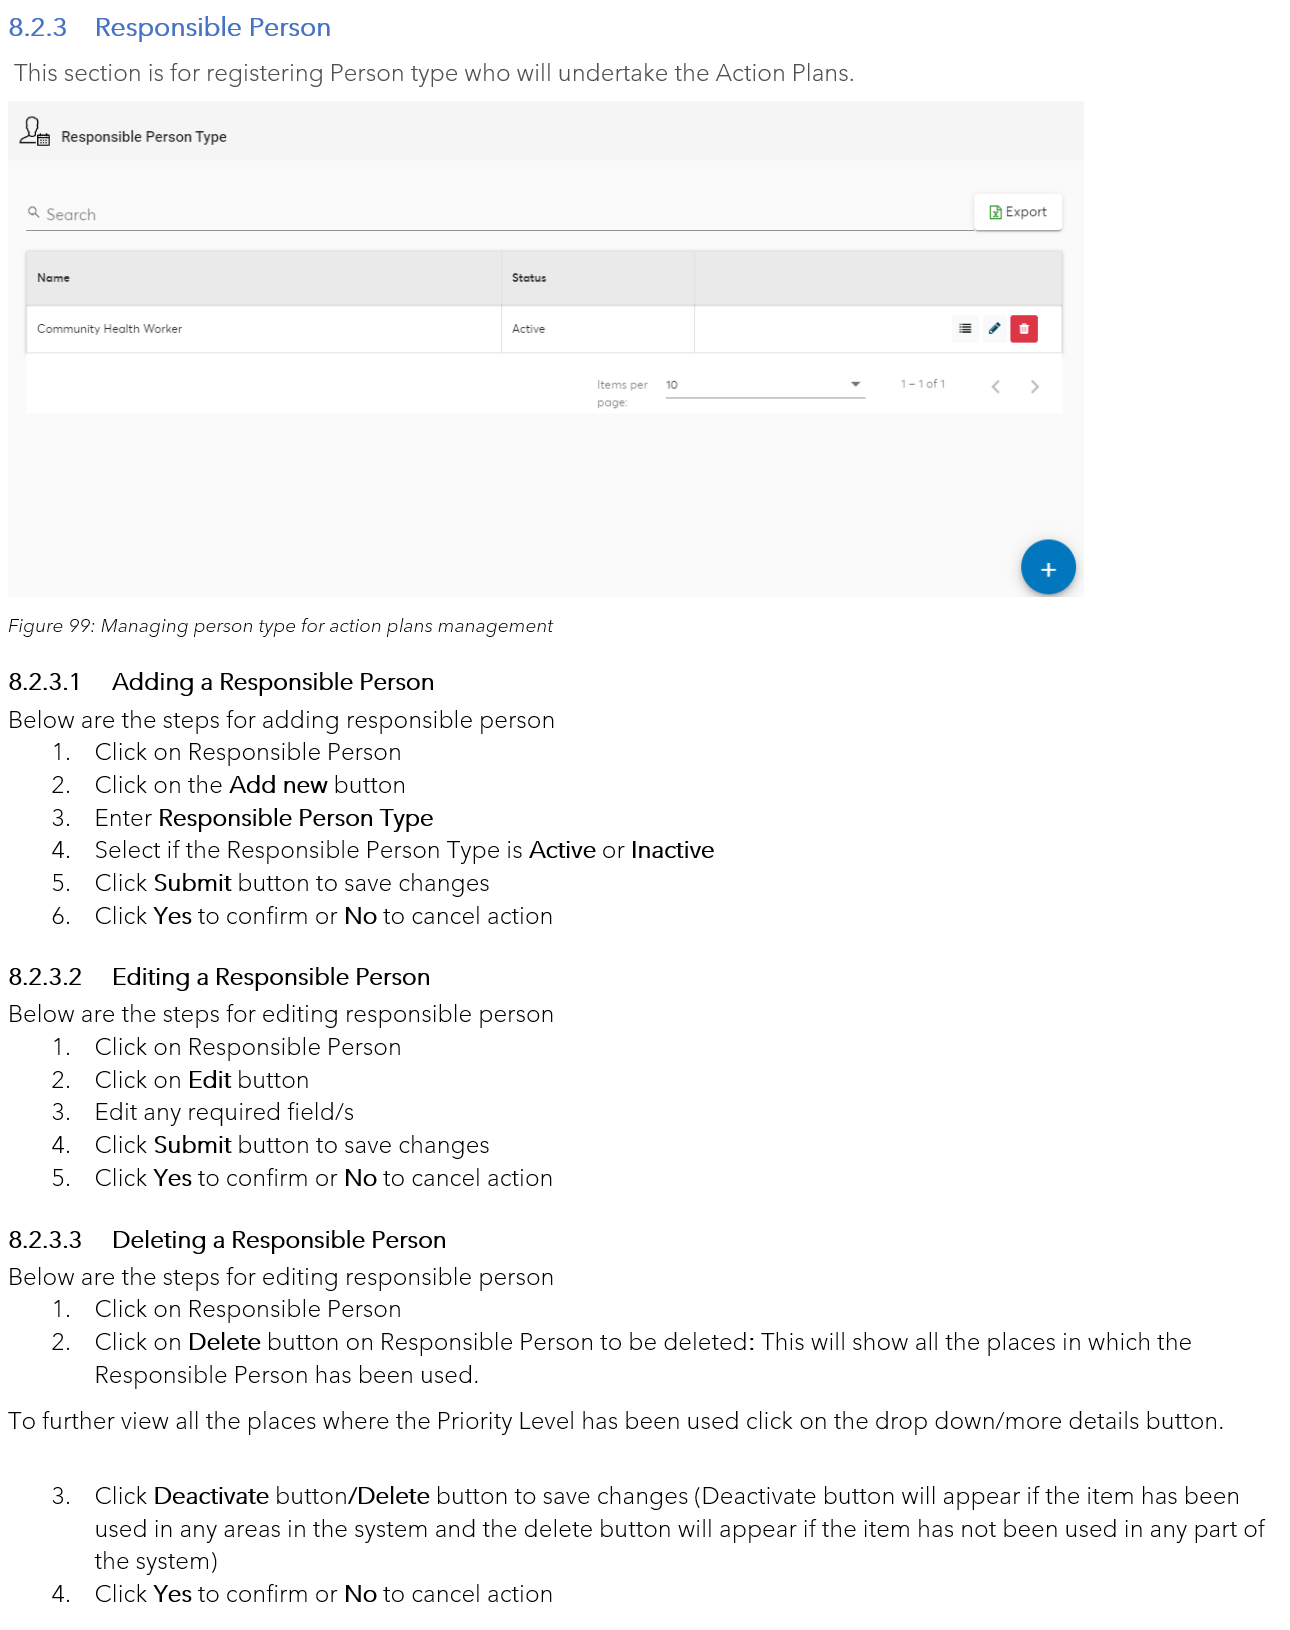 8.2.3 Responsible Person
This section is for registering Person type who will undertake the Action Plans.
Responsible Person Type
Search
Export
Name Status
Community Health Worker Active
Items per page: 10 1 – 1 of 1
+
Figure 99: Managing person type for action plans management
8.2.3.1 Adding a Responsible Person
Below are the steps for adding responsible person
1. Click on Responsible Person
2. Click on the Add new button
3. Enter Responsible Person Type
4. Select if the Responsible Person Type is Active or Inactive
5. Click Submit button to save changes
6. Click Yes to confirm or No to cancel action
8.2.3.2 Editing a Responsible Person
Below are the steps for editing responsible person
1. Click on Responsible Person
2. Click on Edit button
3. Edit any required field/s
4. Click Submit button to save changes
5. Click Yes to confirm or No to cancel action
8.2.3.3 Deleting a Responsible Person
Below are the steps for editing responsible person
1. Click on Responsible Person
2. Click on Delete button on Responsible Person to be deleted: This will show all the places in which the
Responsible Person has been used.
To further view all the places where the Priority Level has been used click on the drop down/more details button.
3. Click Deactivate button/Delete button to save changes (Deactivate button will appear if the item has been
used in any areas in the system and the delete button will appear if the item has not been used in any part of
the system)
4. Click Yes to confirm or No to cancel action